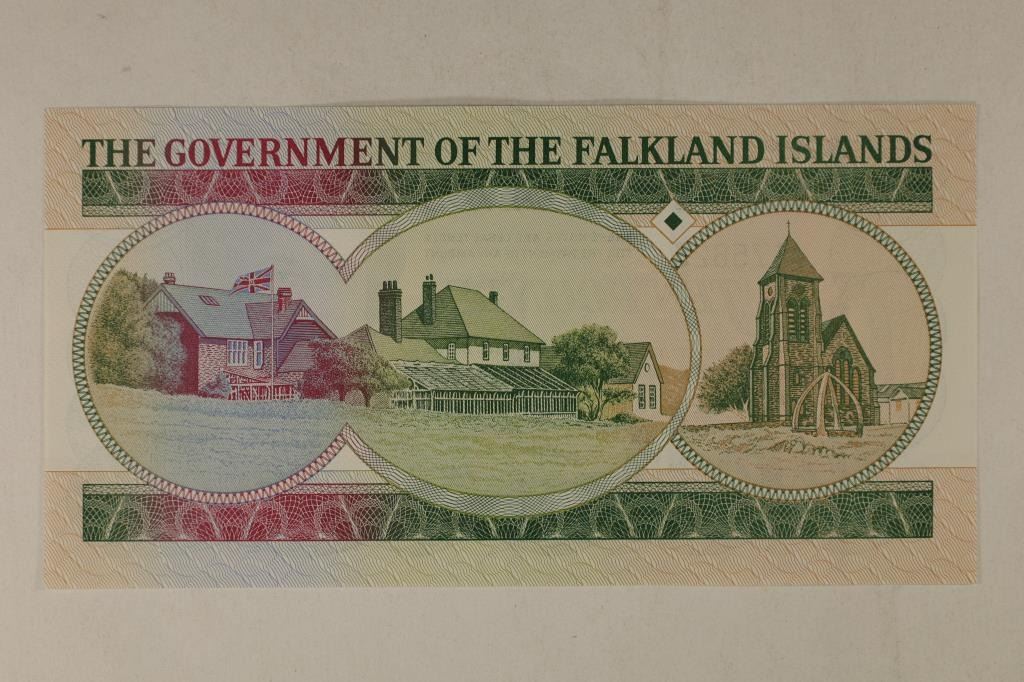 THE GOVERNMENT OF THE FALKLAND ISLANDS